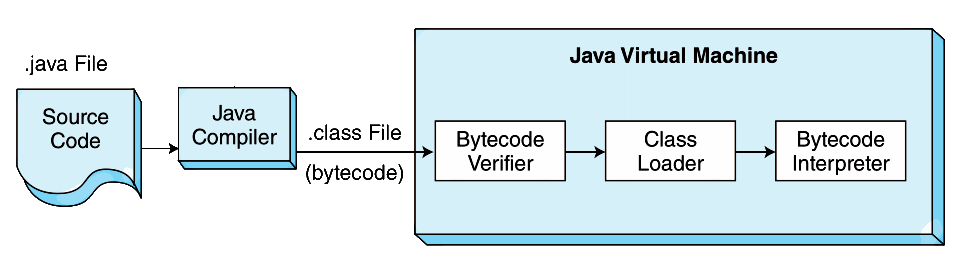 .java File
Source
Code
Java
Compiler
.class File
(bytecode)
Java Virtual Machine
Bytecode
Verifier
Class
Loader
Bytecode
Interpreter